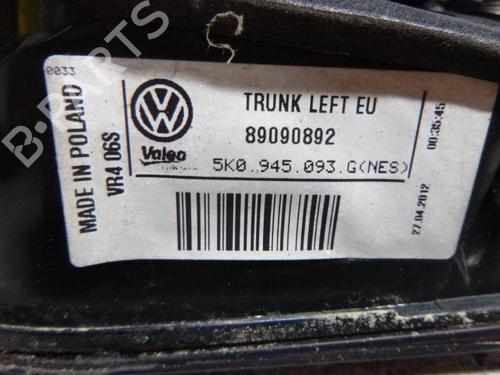 0033
MADE IN POLAND
VR4 06S
VW
Valeo
TRUNK LEFT EU
89090892
5K0.945.093.G(NES)
00:35:45
27.04.2012
B-PARTS